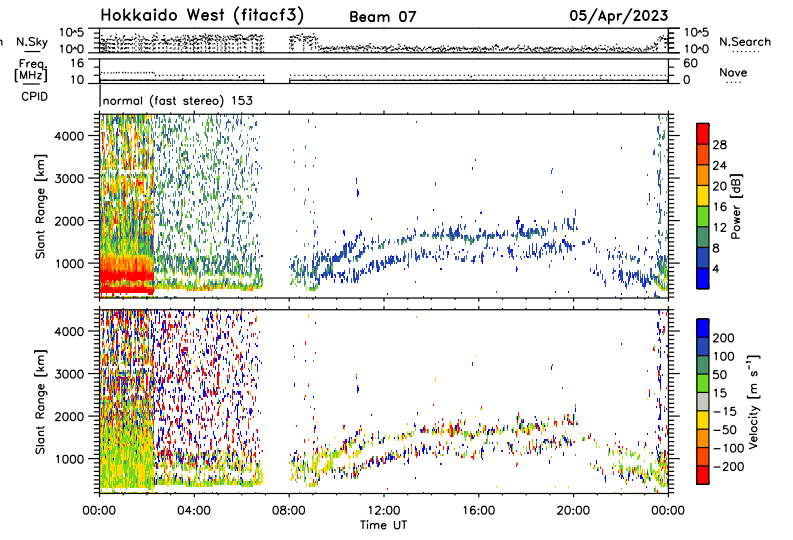 Hokkaido West (fitacf3) Beam 07 05/Apr/2023
n N.Sky 10^5 10^5 N.Search
10^0 10^0
Freq. 16 60 Nave
[MHz] 10 0
CPID normal (fast stereo) 153
4000
3000
2000
1000
Slant Range [km]
28
24
20
16
12
8
4
Power [dB]
4000
3000
2000
1000
Slant Range [km]
200
100
50
15
-15
-50
-100
-200
Velocity [m s⁻¹]
00:00 04:00 08:00 12:00 16:00 20:00 00:00
Time UT